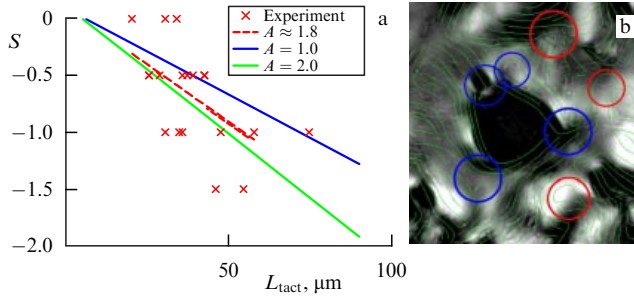 a
× Experiment
A ≈ 1.8
A = 1.0
A = 2.0
S
0
−0.5
−1.0
−1.5
−2.0
50
100
L_tact, μm
b